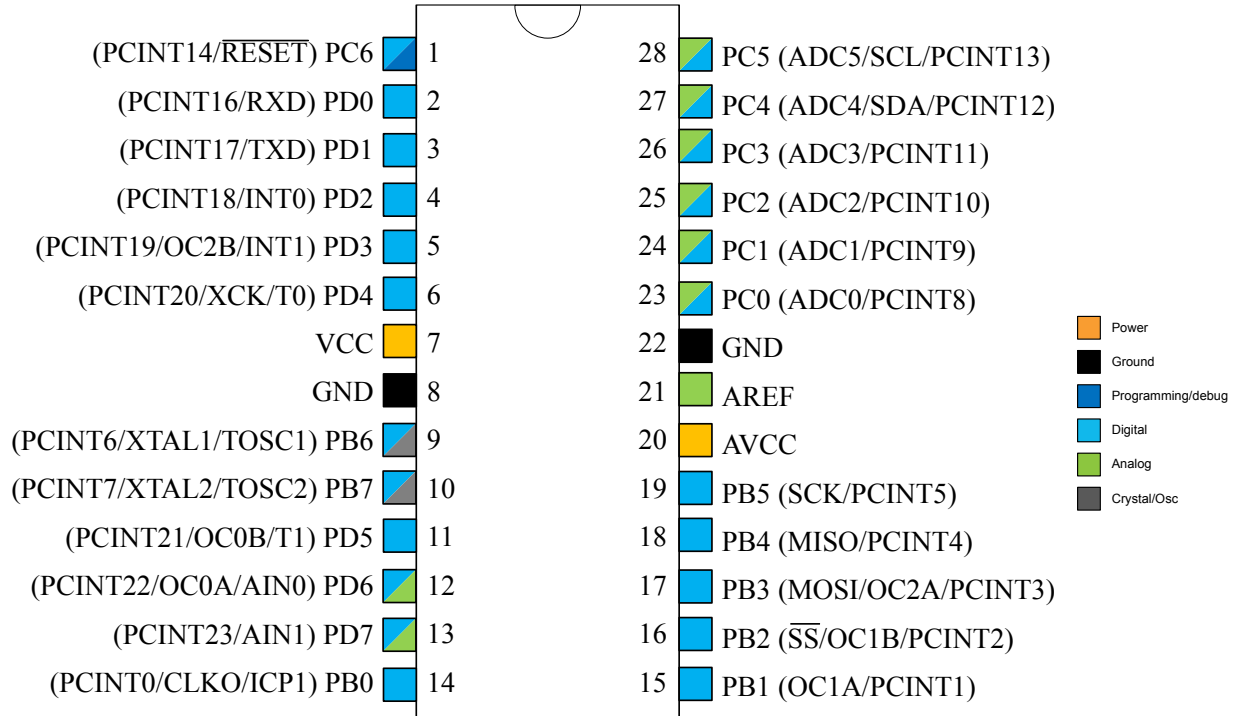 (PCINT14/RESET) PC6 1
(PCINT16/RXD) PD0 2
(PCINT17/TXD) PD1 3
(PCINT18/INT0) PD2 4
(PCINT19/OC2B/INT1) PD3 5
(PCINT20/XCK/T0) PD4 6
VCC 7
GND 8
(PCINT6/XTAL1/TOSC1) PB6 9
(PCINT7/XTAL2/TOSC2) PB7 10
(PCINT21/OC0B/T1) PD5 11
(PCINT22/OC0A/AIN0) PD6 12
(PCINT23/AIN1) PD7 13
(PCINT0/CLKO/ICP1) PB0 14
28 PC5 (ADC5/SCL/PCINT13)
27 PC4 (ADC4/SDA/PCINT12)
26 PC3 (ADC3/PCINT11)
25 PC2 (ADC2/PCINT10)
24 PC1 (ADC1/PCINT9)
23 PC0 (ADC0/PCINT8)
22 GND
21 AREF
20 AVCC
19 PB5 (SCK/PCINT5)
18 PB4 (MISO/PCINT4)
17 PB3 (MOSI/OC2A/PCINT3)
16 PB2 (SS/OC1B/PCINT2)
15 PB1 (OC1A/PCINT1)
Power
Ground
Programming/debug
Digital
Analog
Crystal/Osc